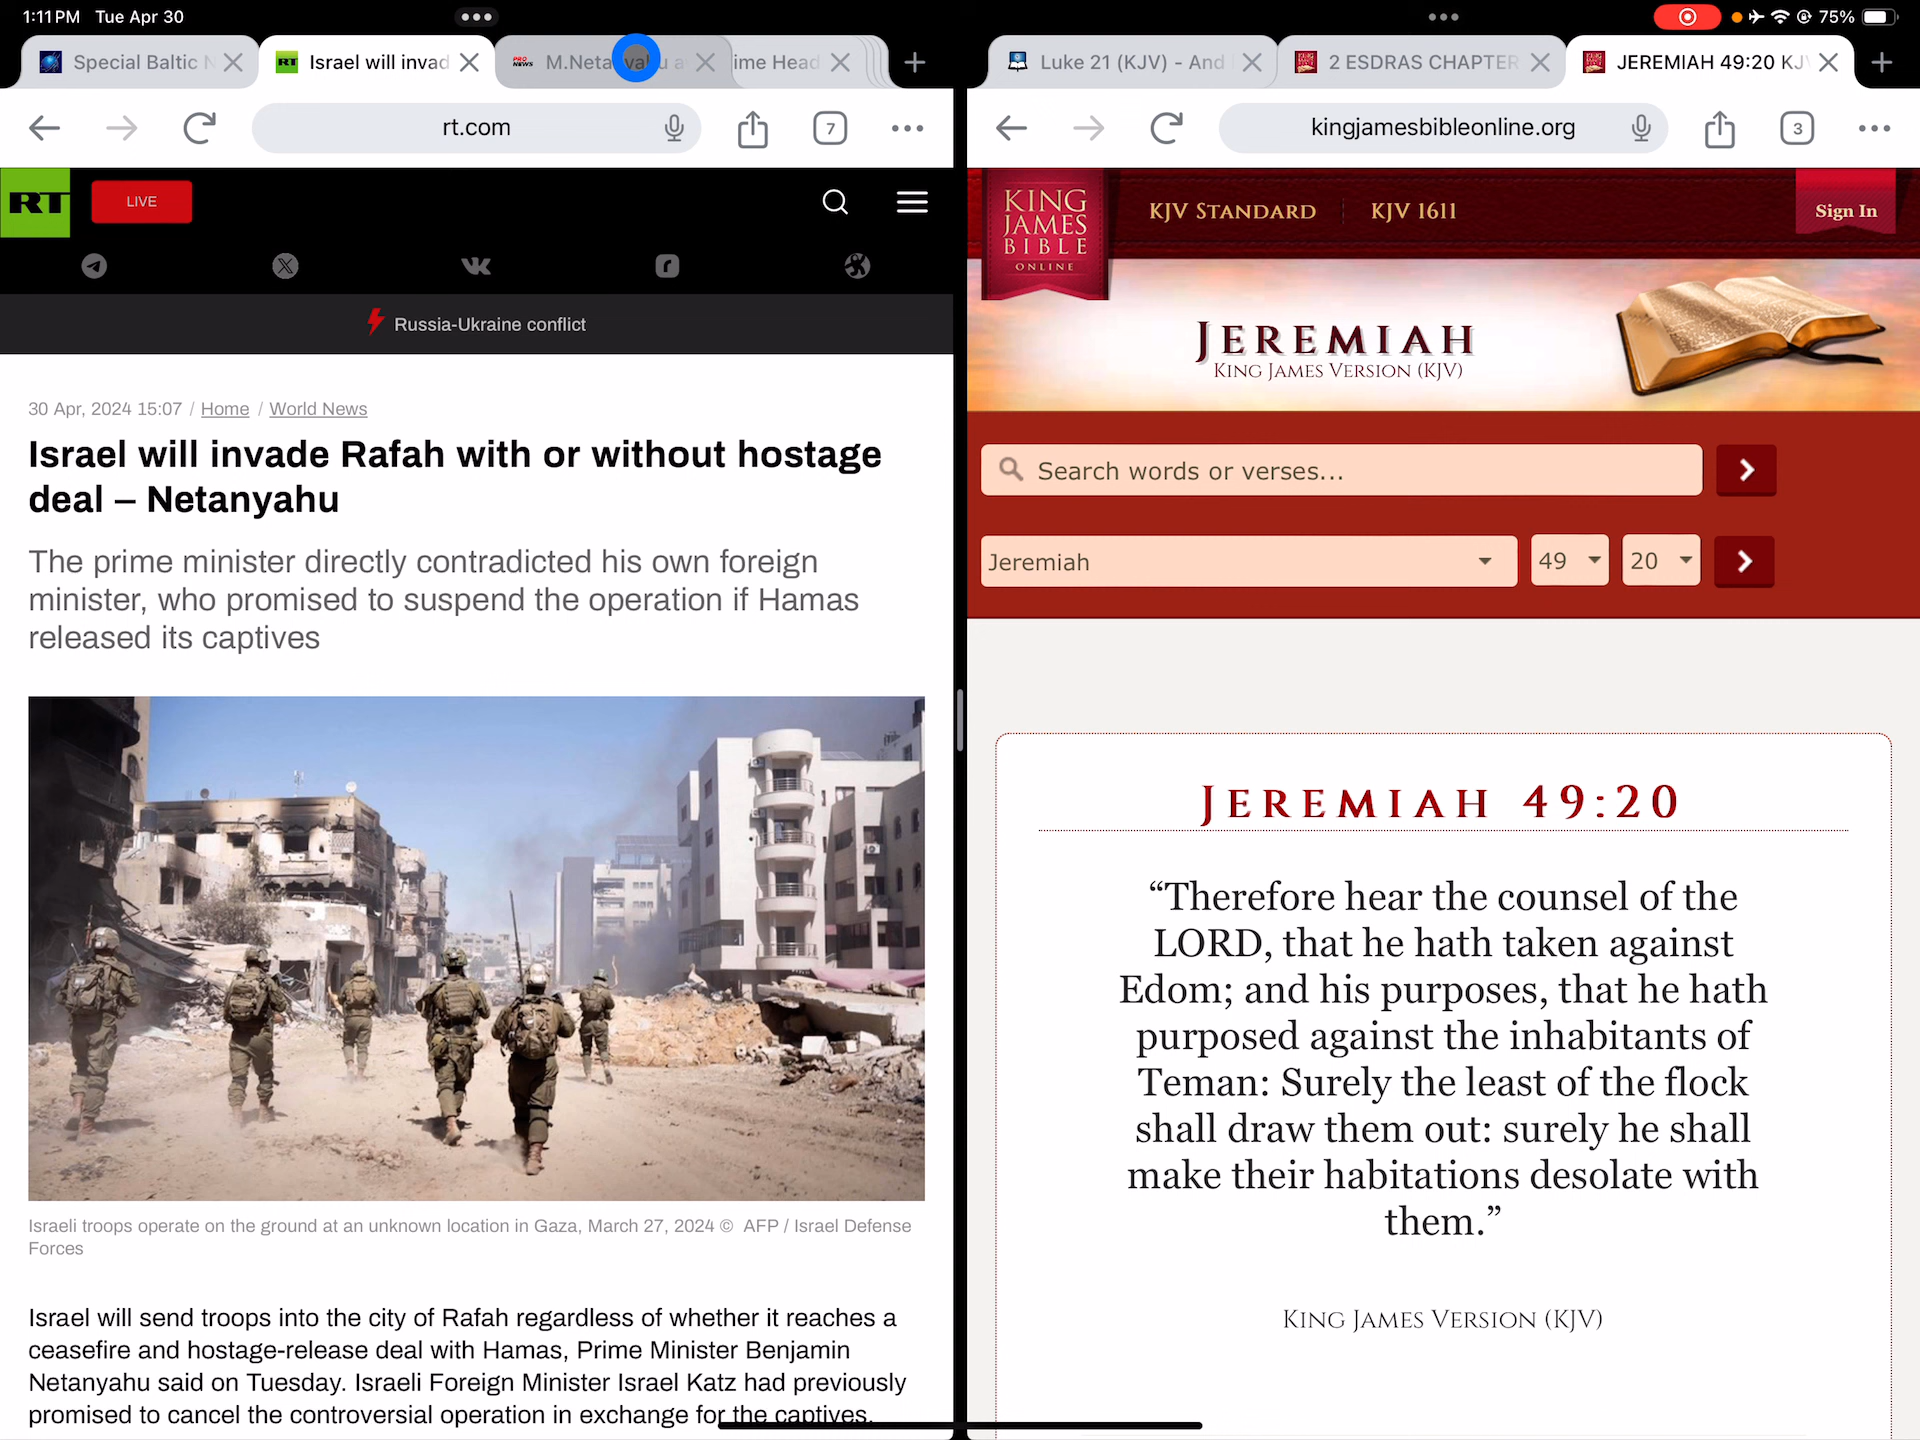 1:11 PM Tue Apr 30
75%
Special Baltic N
RT Israel will invad
PRO NEWS M.Netanyahu a
ime Head
Luke 21 (KJV) - And
2 ESDRAS CHAPTER
JEREMIAH 49:20 KJ
rt.com
7
kingjamesbibleonline.org
3
RT
LIVE
Russia-Ukraine conflict
30 Apr, 2024 15:07 / Home / World News
Israel will invade Rafah with or without hostage
deal – Netanyahu
The prime minister directly contradicted his own foreign
minister, who promised to suspend the operation if Hamas
released its captives
Israeli troops operate on the ground at an unknown location in Gaza, March 27, 2024 © AFP / Israel Defense
Forces
Israel will send troops into the city of Rafah regardless of whether it reaches a
ceasefire and hostage-release deal with Hamas, Prime Minister Benjamin
Netanyahu said on Tuesday. Israeli Foreign Minister Israel Katz had previously
promised to cancel the controversial operation in exchange for the captives.
KING
JAMES
BIBLE
ONLINE
KJV STANDARD
KJV 1611
Sign In
JEREMIAH
KING JAMES VERSION (KJV)
Search words or verses...
Jeremiah
49
20
JEREMIAH 49:20
“Therefore hear the counsel of the
LORD, that he hath taken against
Edom; and his purposes, that he hath
purposed against the inhabitants of
Teman: Surely the least of the flock
shall draw them out: surely he shall
make their habitations desolate with
them.”
KING JAMES VERSION (KJV)